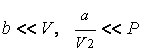 b << V, a/V2 << P